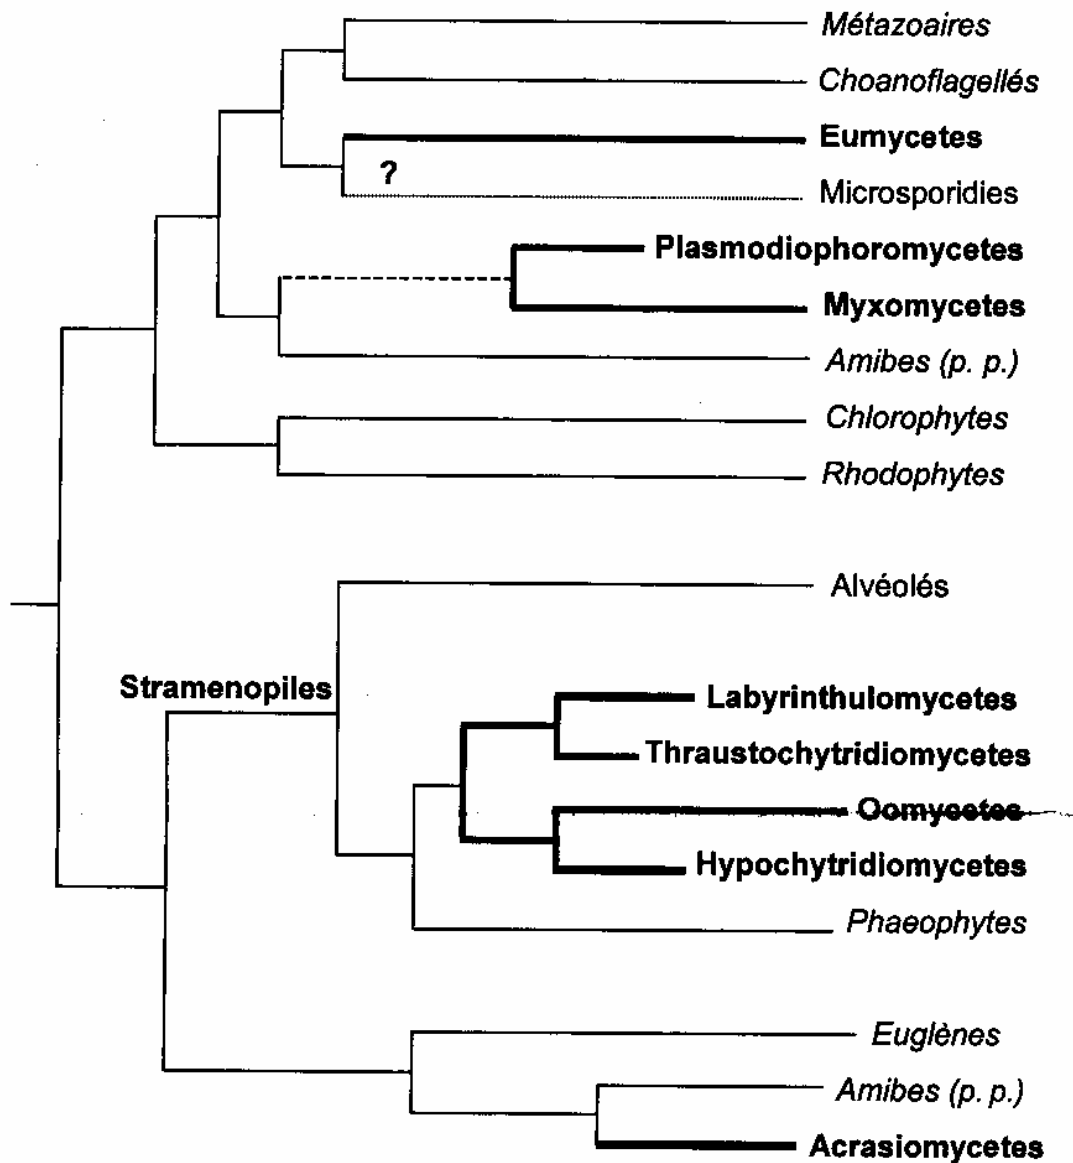 Métazoaires
Choanoflagellés
Eumycetes
?
Microsporidies
Plasmodiophoromycetes
Myxomycetes
Amibes (p. p.)
Chlorophytes
Rhodophytes
Alvéolés
Stramenopiles
Labyrinthulomycetes
Thraustochytridiomycetes
Oomycetes
Hypochytridiomycetes
Phaeophytes
Euglènes
Amibes (p. p.)
Acrasiomycetes